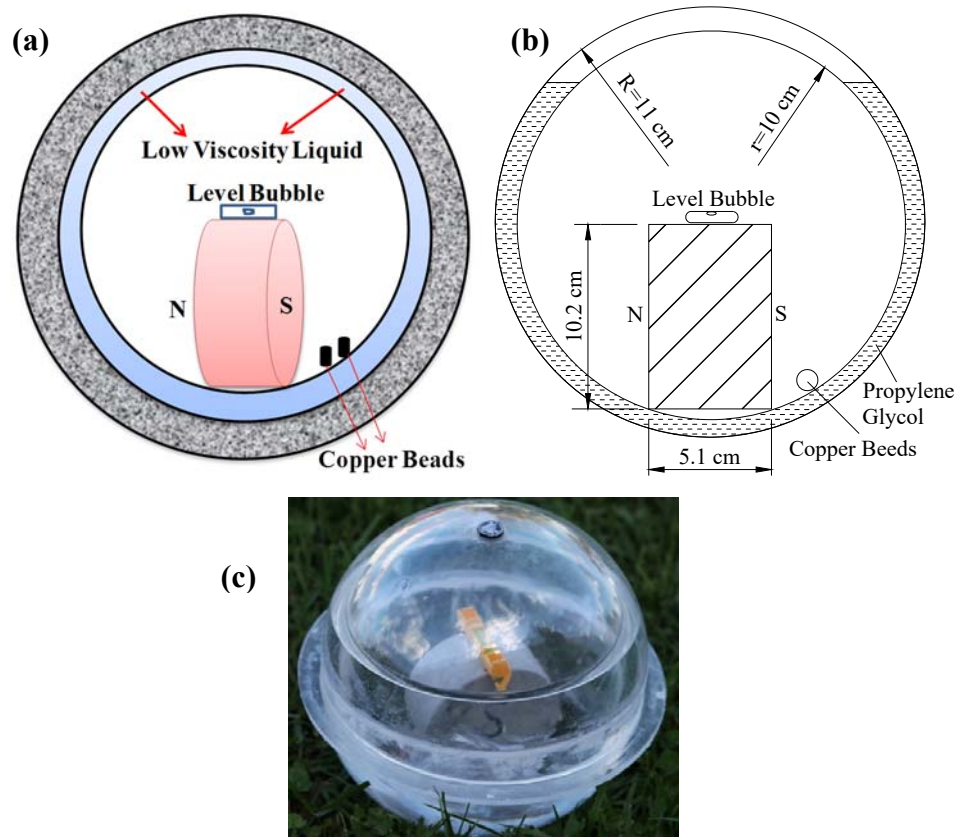 (a)
Low Viscosity Liquid
Level Bubble
N
S
Copper Beads
(b)
R=11 cm
r=10 cm
Level Bubble
10.2 cm
N
S
Propylene
Glycol
Copper Beeds
5.1 cm
(c)